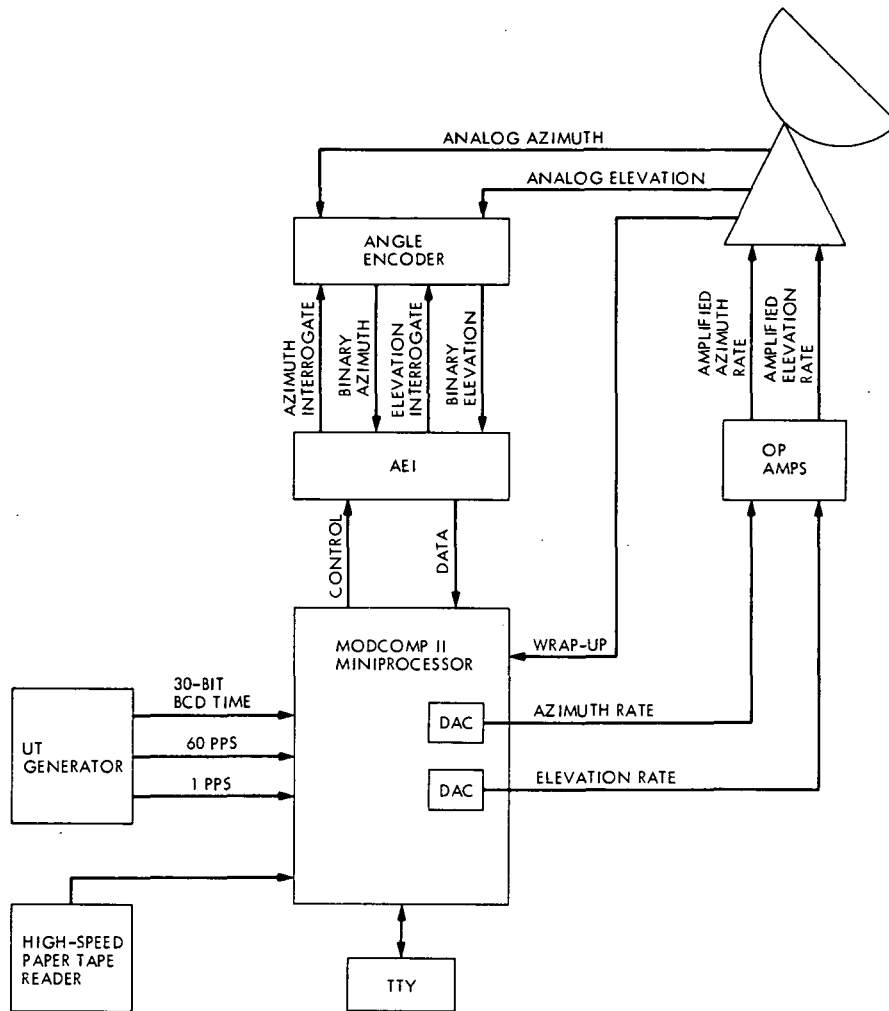 ANALOG AZIMUTH
ANALOG ELEVATION
ANGLE
ENCODER
AZIMUTH
INTERROGATE
BINARY
AZIMUTH
ELEVATION
INTERROGATE
BINARY
ELEVATION
AMPLIFIED
AZIMUTH
RATE
AMPLIFIED
ELEVATION
RATE
AEI
OP
AMPS
CONTROL
DATA
MODCOMP II
MINIPROCESSOR
WRAP-UP
30-BIT
BCD TIME
DAC
AZIMUTH RATE
UT
GENERATOR
60 PPS
1 PPS
DAC
ELEVATION RATE
HIGH-SPEED
PAPER TAPE
READER
TTY